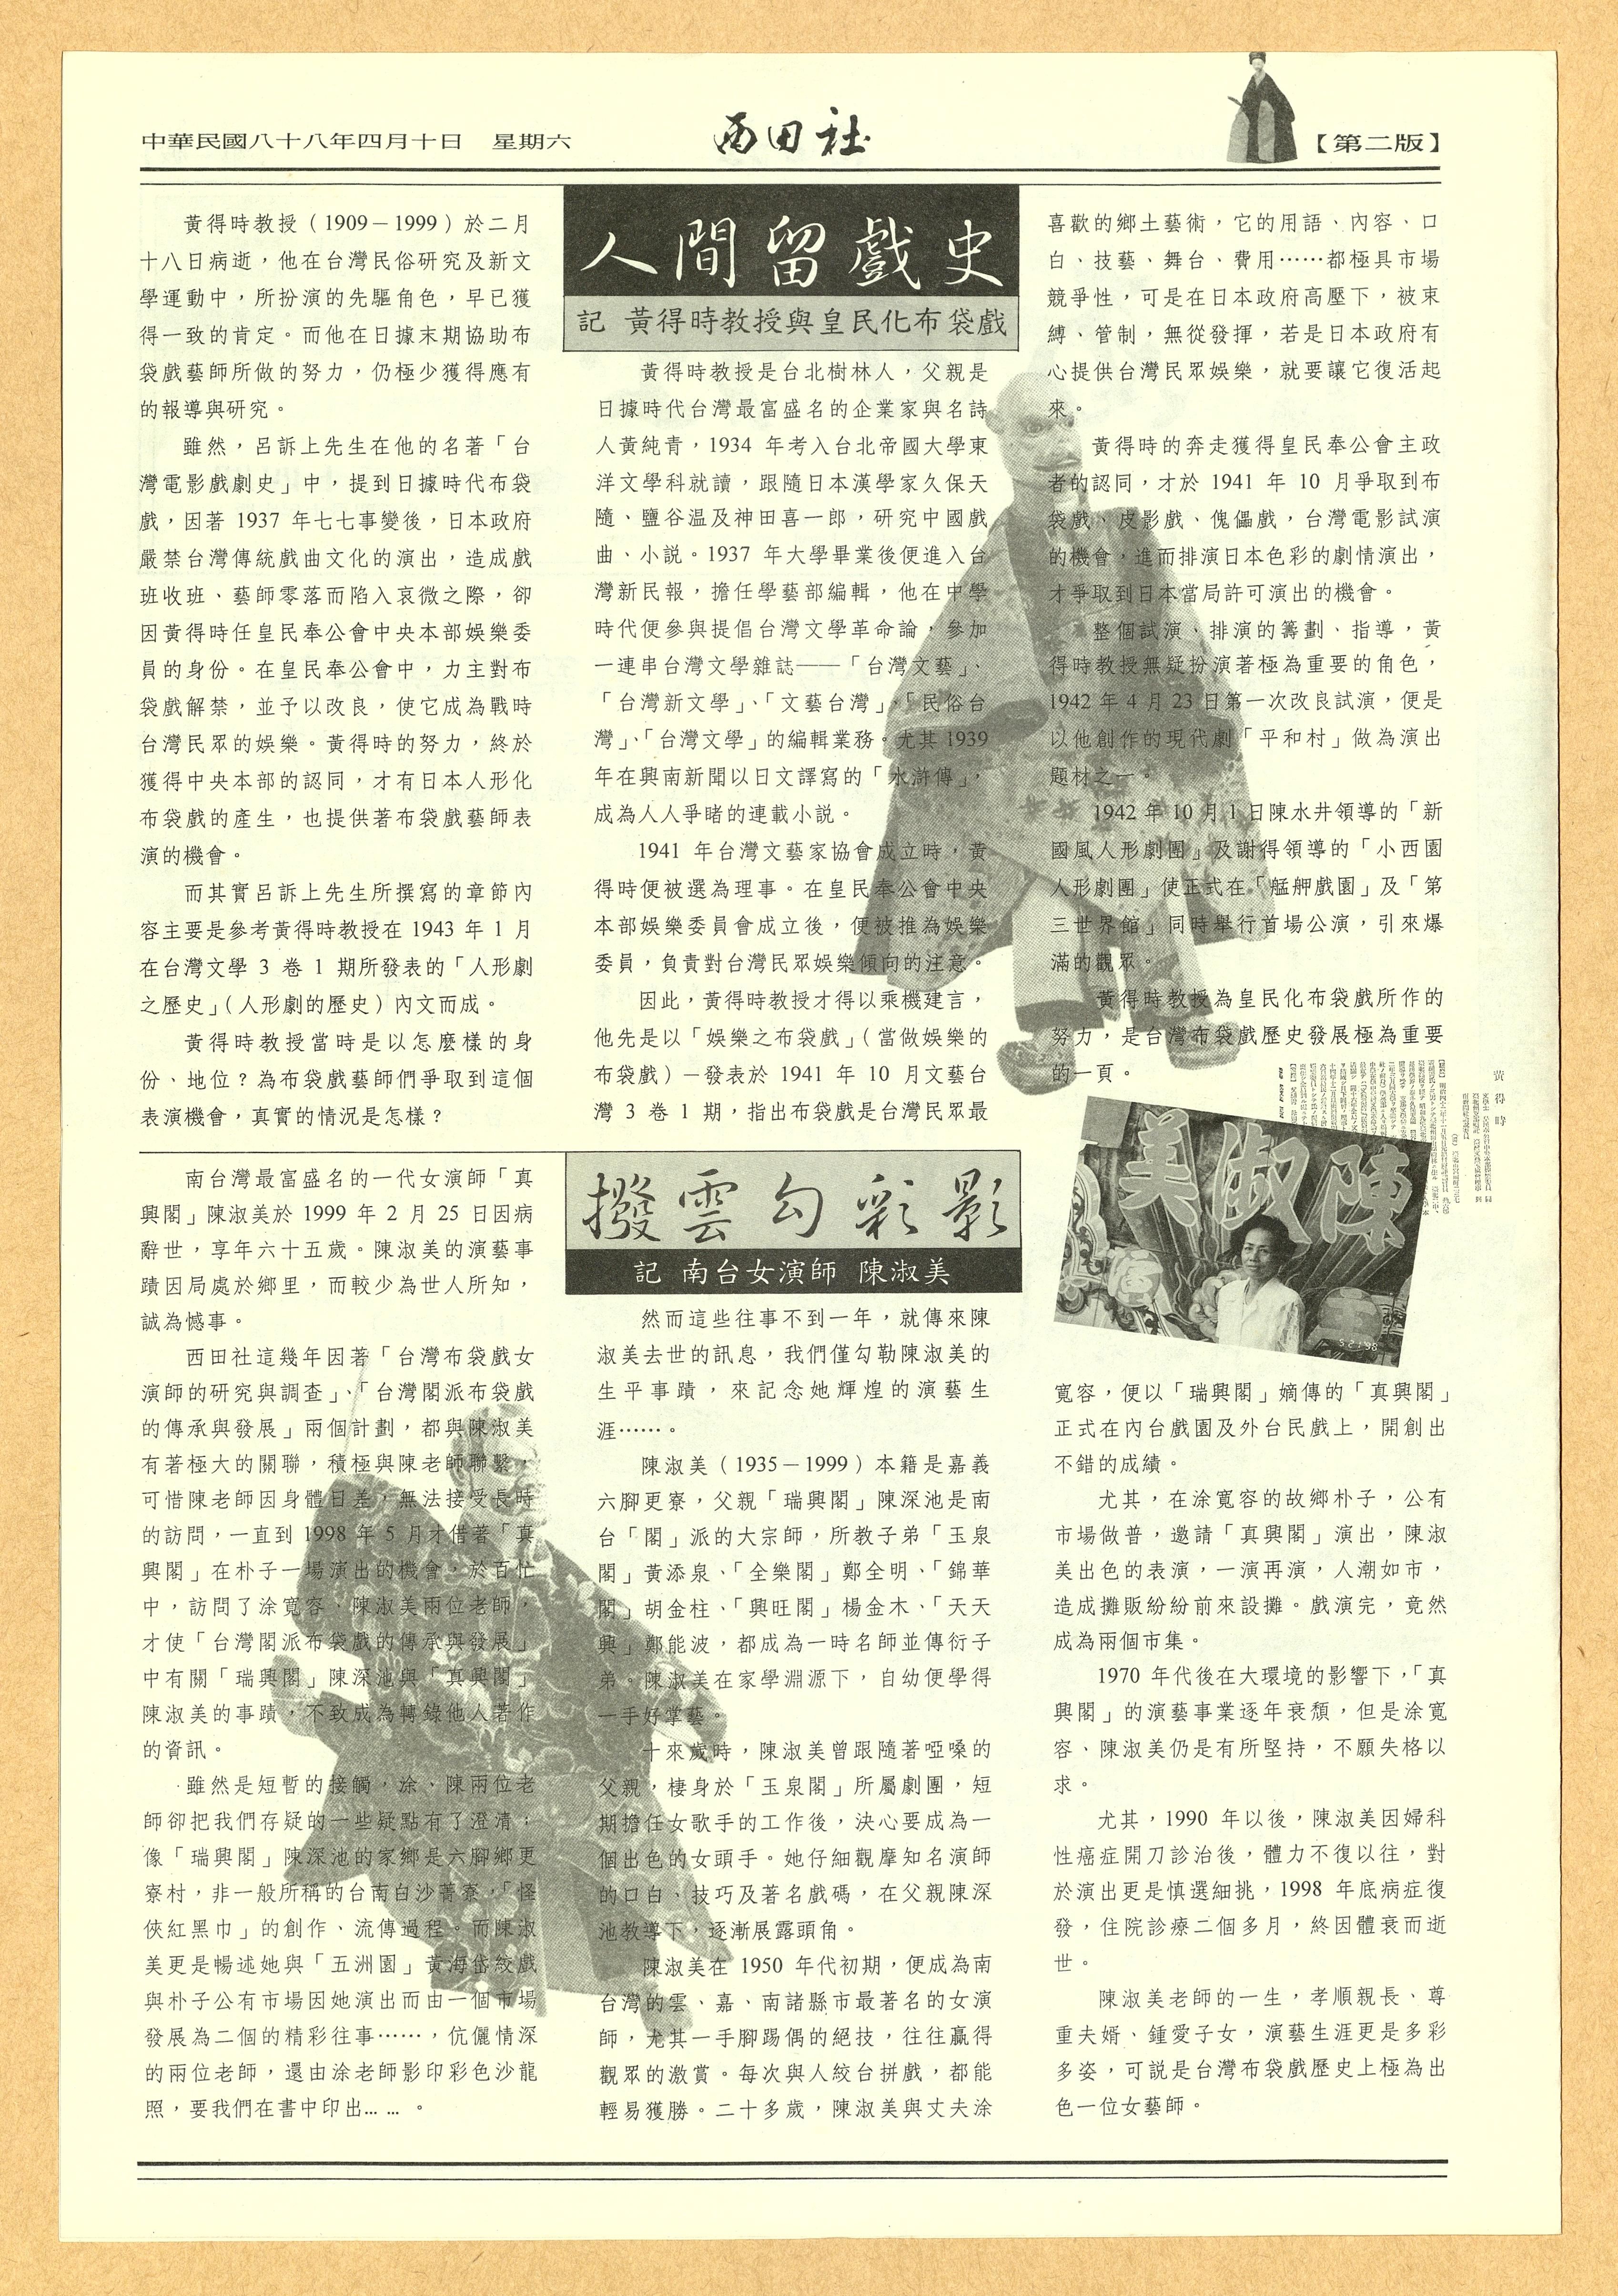 中華民國八十八年四月十日　星期六
西田社
【第二版】
人間留戲史
記 黃得時教授與皇民化布袋戲
黃得時教授（1909－1999）於二月
十八日病逝，他在台灣民俗研究及新文
學運動中，所扮演的先驅角色，早已獲
得一致的肯定。而他在日據末期協助布
袋戲藝師所做的努力，仍極少獲得應有
的報導與研究。
雖然，呂訴上先生在他的名著「台
灣電影戲劇史」中，提到日據時代布袋
戲，因著 1937 年七七事變後，日本政府
嚴禁台灣傳統戲曲文化的演出，造成戲
班收班、藝師零落而陷入哀微之際，卻
因黃得時任皇民奉公會中央本部娛樂委
員的身份。在皇民奉公會中，力主對布
袋戲解禁，並予以改良，使它成為戰時
台灣民眾的娛樂。黃得時的努力，終於
獲得中央本部的認同，才有日本人形化
布袋戲的產生，也提供著布袋戲藝師表
演的機會。
而其實呂訴上先生所撰寫的章節內
容主要是參考黃得時教授在 1943 年 1 月
在台灣文學 3 卷 1 期所發表的「人形劇
之歷史」（人形劇的歷史）內文而成。
黃得時教授當時是以怎麼樣的身
份、地位？為布袋戲藝師們爭取到這個
表演機會，真實的情況是怎樣？
黃得時教授是台北樹林人，父親是
日據時代台灣最富盛名的企業家與名詩
人黃純青，1934 年考入台北帝國大學東
洋文學科就讀，跟隨日本漢學家久保天
隨、鹽谷温及神田喜一郎，研究中國戲
曲、小說。1937 年大學畢業後便進入台
灣新民報，擔任學藝部編輯，他在中學
時代便參與提倡台灣文學革命論，參加
一連串台灣文學雜誌——「台灣文藝」、
「台灣新文學」、「文藝台灣」、「民俗台
灣」、「台灣文學」的編輯業務。尤其 1939
年在興南新聞以日文譯寫的「水滸傳」，
成為人人爭睹的連載小說。
1941 年台灣文藝家協會成立時，黃
得時便被選為理事。在皇民奉公會中央
本部娛樂委員會成立後，便被推為娛樂
委員，負責對台灣民眾娛樂傾向的注意。
因此，黃得時教授才得以乘機建言，
他先是以「娛樂之布袋戲」（當做娛樂的
布袋戲）－發表於 1941 年 10 月文藝台
灣 3 卷 1 期，指出布袋戲是台灣民眾最
喜歡的鄉土藝術，它的用語、內容、口
白、技藝、舞台、費用……都極具市場
競爭性，可是在日本政府高壓下，被束
縛、管制，無從發揮，若是日本政府有
心提供台灣民眾娛樂，就要讓它復活起
來。
黃得時的奔走獲得皇民奉公會主政
者的認同，才於 1941 年 10 月爭取到布
袋戲、皮影戲、傀儡戲，台灣電影試演
的機會，進而排演日本色彩的劇情演出，
才爭取到日本當局許可演出的機會。
整個試演、排演的籌劃、指導，黃
得時教授無疑扮演著極為重要的角色，
1942 年 4 月 23 日第一次改良試演，便是
以他創作的現代劇「平和村」做為演出
題材之一。
1942 年 10 月 1 日陳水井領導的「新
國風人形劇團」及謝得領導的「小西園
人形劇團」使正式在「艋舺戲園」及「第
三世界館」同時舉行首場公演，引來爆
滿的觀眾。
黃得時教授為皇民化布袋戲所作的
努力，是台灣布袋戲歷史發展極為重要
的一頁。
黃得時
撥雲勾彩影
記 南台女演師 陳淑美
南台灣最富盛名的一代女演師「真
興閣」陳淑美於 1999 年 2 月 25 日因病
辭世，享年六十五歲。陳淑美的演藝事
蹟因局處於鄉里，而較少為世人所知，
誠為憾事。
西田社這幾年因著「台灣布袋戲女
演師的研究與調查」、「台灣閣派布袋戲
的傳承與發展」兩個計劃，都與陳淑美
有著極大的關聯，積極與陳老師聯繫，
可惜陳老師因身體日差，無法接受長時
的訪問，一直到 1998 年 5 月才借著「真
興閣」在朴子一場演出的機會，於百忙
中，訪問了涂寬容、陳淑美兩位老師，
才使「台灣閣派布袋戲的傳承與發展」
中有關「瑞興閣」陳深池與「真興閣」
陳淑美的事蹟，不致成為轉錄他人著作
的資訊。
雖然是短暫的接觸，涂、陳兩位老
師卻把我們存疑的一些疑點有了澄清；
像「瑞興閣」陳深池的家鄉是六腳鄉更
寮村，非一般所稱的台南白沙菁寮，「怪
俠紅黑巾」的創作、流傳過程。而陳淑
美更是暢述她與「五洲園」黃海岱絞戲
與朴子公有市場因她演出而由一個市場
發展為二個的精彩往事……，伉儷情深
的兩位老師，還由涂老師影印彩色沙龍
照，要我們在書中印出……。
然而這些往事不到一年，就傳來陳
淑美去世的訊息，我們僅勾勒陳淑美的
生平事蹟，來記念她輝煌的演藝生
涯……。
陳淑美（1935－1999）本籍是嘉義
六腳更寮，父親「瑞興閣」陳深池是南
台「閣」派的大宗師，所教子弟「玉泉
閣」黃添泉、「全樂閣」鄭全明、「錦華
閣」胡金柱、「興旺閣」楊金木、「天天
興」鄭能波，都成為一時名師並傳衍子
弟。陳淑美在家學淵源下，自幼便學得
一手好掌藝。
十來歲時，陳淑美曾跟隨著啞嗓的
父親，棲身於「玉泉閣」所屬劇團，短
期擔任女歌手的工作後，決心要成為一
個出色的女頭手。她仔細觀摩知名演師
的口白、技巧及著名戲碼，在父親陳深
池教導下，逐漸展露頭角。
陳淑美在 1950 年代初期，便成為南
台灣的雲、嘉、南諸縣市最著名的女演
師，尤其一手腳踢偶的絕技，往往贏得
觀眾的激賞。每次與人絞台拼戲，都能
輕易獲勝。二十多歲，陳淑美與丈夫涂
陳淑美
5 21'98
寬容，便以「瑞興閣」嫡傳的「真興閣」
正式在內台戲園及外台民戲上，開創出
不錯的成績。
尤其，在涂寬容的故鄉朴子，公有
市場做普，邀請「真興閣」演出，陳淑
美出色的表演，一演再演，人潮如市，
造成攤販紛紛前來設攤。戲演完，竟然
成為兩個市集。
1970 年代後在大環境的影響下，「真
興閣」的演藝事業逐年衰頹，但是涂寬
容、陳淑美仍是有所堅持，不願失格以
求。
尤其，1990 年以後，陳淑美因婦科
性癌症開刀診治後，體力不復以往，對
於演出更是慎選細挑，1998 年底病症復
發，住院診療二個多月，終因體衰而逝
世。
陳淑美老師的一生，孝順親長、尊
重夫婿、鍾愛子女，演藝生涯更是多彩
多姿，可說是台灣布袋戲歷史上極為出
色一位女藝師。